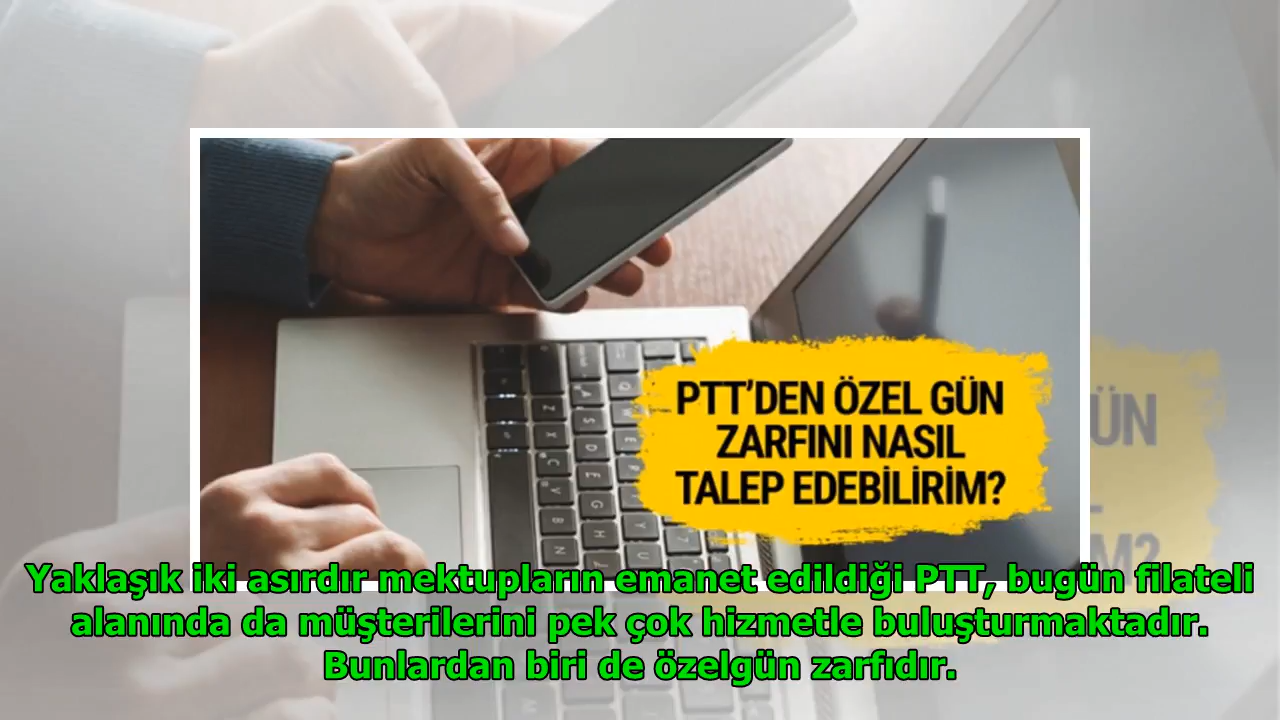 PTT’DEN ÖZEL GÜN
ZARFINI NASIL
TALEP EDEBİLİRİM?
Yaklaşık iki asırdır mektupların emanet edildiği PTT, bugün filateli
alanında da müşterilerini pek çok hizmetle buluşturmaktadır.
Bunlardan biri de özelgün zarfıdır.